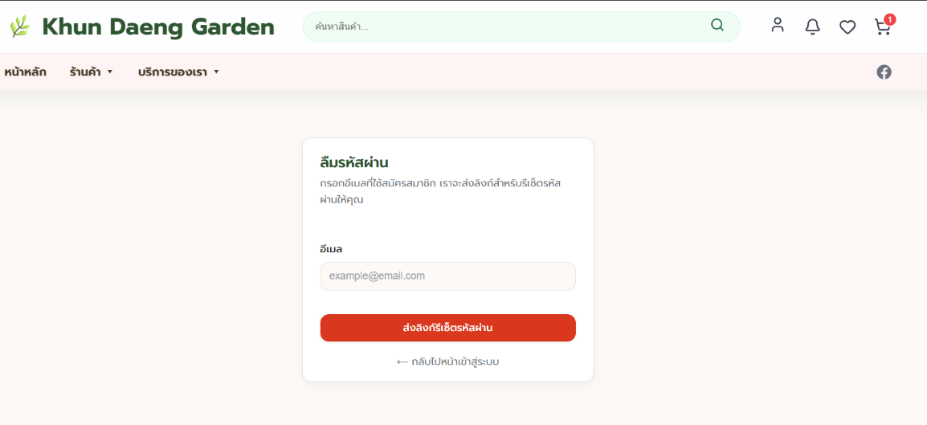 Khun Daeng Garden
ค้นหาสินค้า...
1
หน้าหลัก ร้านค้า บริการของเรา
ลืมรหัสผ่าน
กรอกอีเมลที่ใช้สมัครสมาชิก เราจะส่งลิงก์สำหรับรีเซ็ตรหัส
ผ่านให้คุณ
อีเมล
example@email.com
ส่งลิงก์รีเซ็ตรหัสผ่าน
← กลับไปหน้าเข้าสู่ระบบ